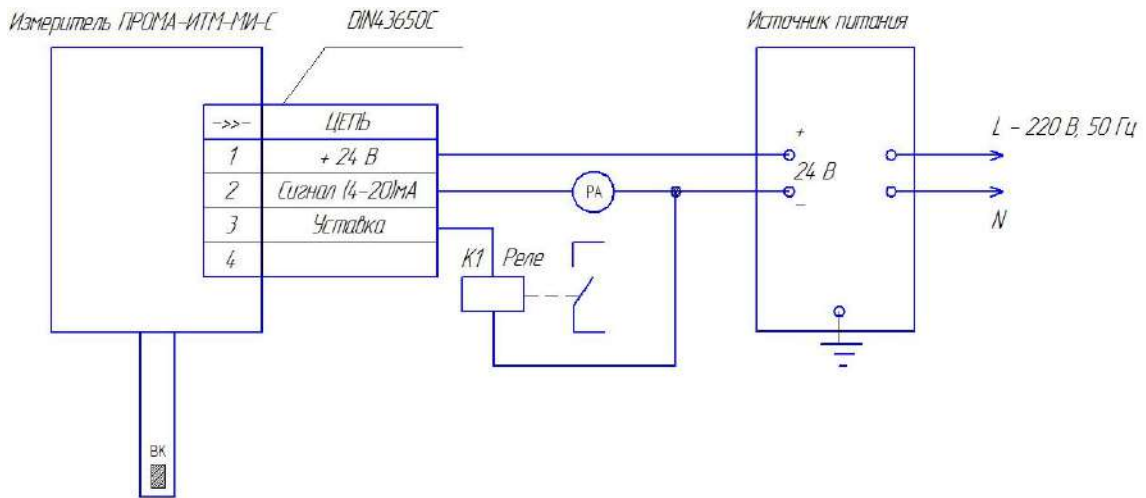 Измеритель ПРОМА-ИТМ-МИ-С
DIN43650C
Источник питания
->>- ЦЕПЬ
1 + 24 В
2 Сигнал (4-20)мА
3 Уставка
4
PA
K1 Реле
+
24 В
–
L - 220 В, 50 Гц
N
ВК